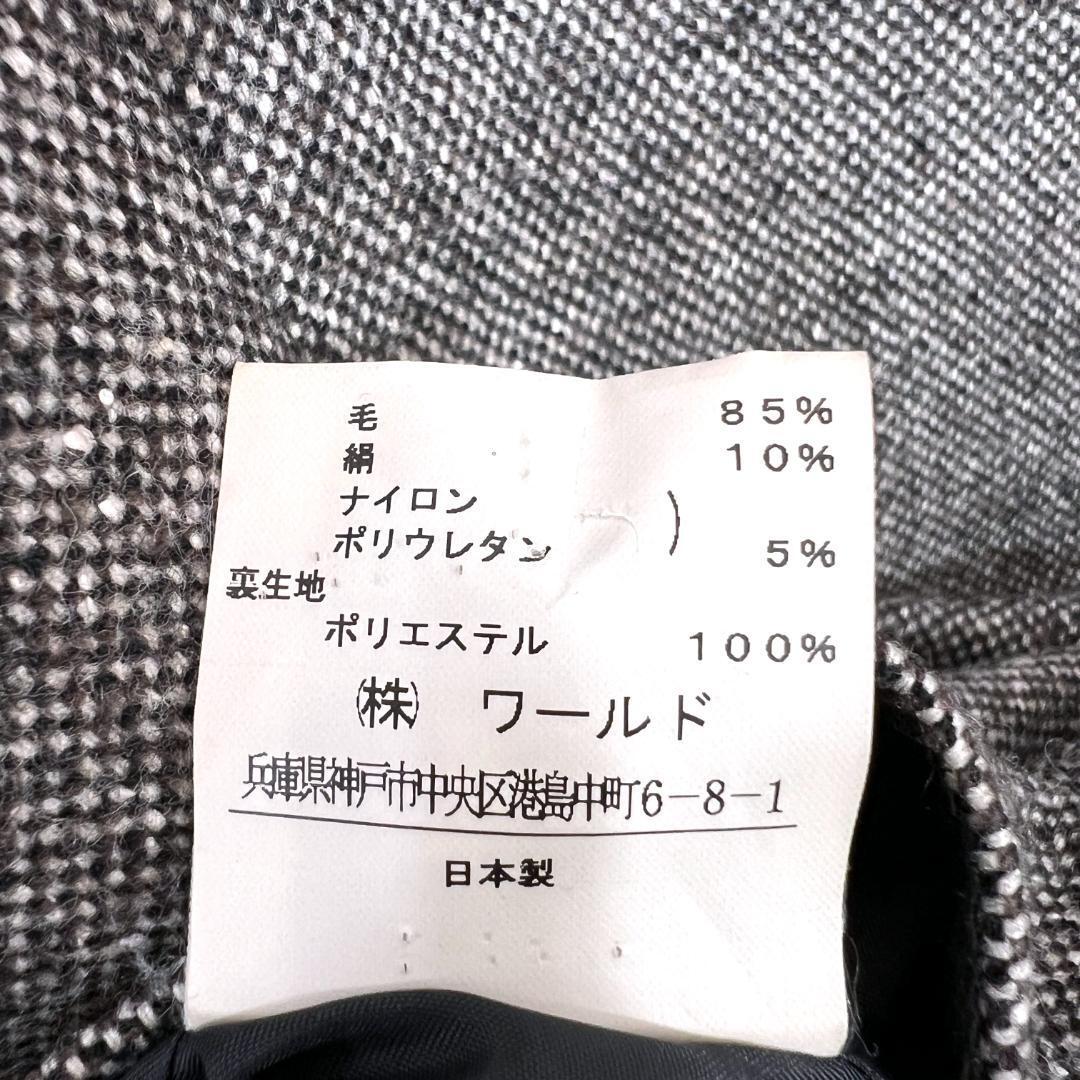 毛 85%
絹 10%
ナイロン )
ポリウレタン 5%
裏生地
ポリエステル 100%
㈱ ワールド
兵庫県神戸市中央区港島中町6-8-1
日本製